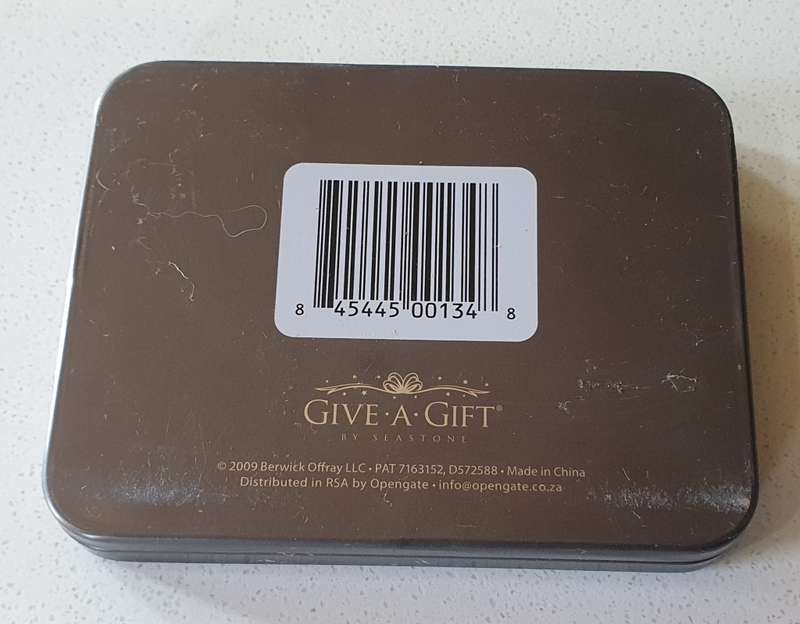 8 45445 00134 8
GIVE·A·GIFT®
BY SEASTONE
© 2009 Berwick Offray LLC • PAT 7163152, D572588 • Made in China
Distributed in RSA by Opengate • info@opengate.co.za